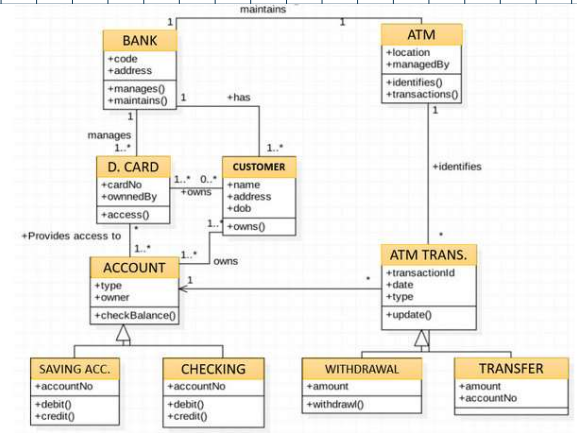 maintains
1
1
BANK
+code
+address
+manages()
+maintains()
ATM
+location
+managedBy
+identifies()
+transactions()
1
+has
1
manages
1..*
1..*
1
+identifies
*
D. CARD
+cardNo
+ownnedBy
+access()
1..*
0..*
+owns
CUSTOMER
+name
+address
+dob
+owns()
+Provides access to
*
1..*
1..*
1..*
owns
ACCOUNT
+type
+owner
+checkBalance()
1
*
ATM TRANS.
+transactionId
+date
+type
+update()
SAVING ACC.
+accountNo
+debit()
+credit()
CHECKING
+accountNo
+debit()
+credit()
WITHDRAWAL
+amount
+withdrawl()
TRANSFER
+amount
+accountNo